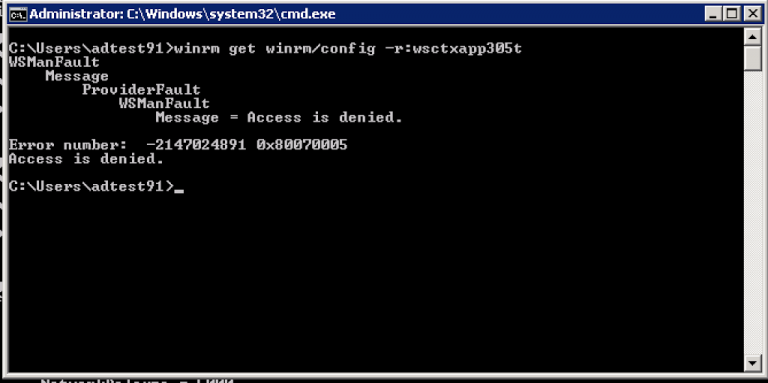 Administrator: C:\Windows\system32\cmd.exe
C:\Users\adtest91>winrm get winrm/config -r:wsctxapp305t
WSManFault
Message
ProviderFault
WSManFault
Message = Access is denied.
Error number: -2147024891 0x80070005
Access is denied.
C:\Users\adtest91>_